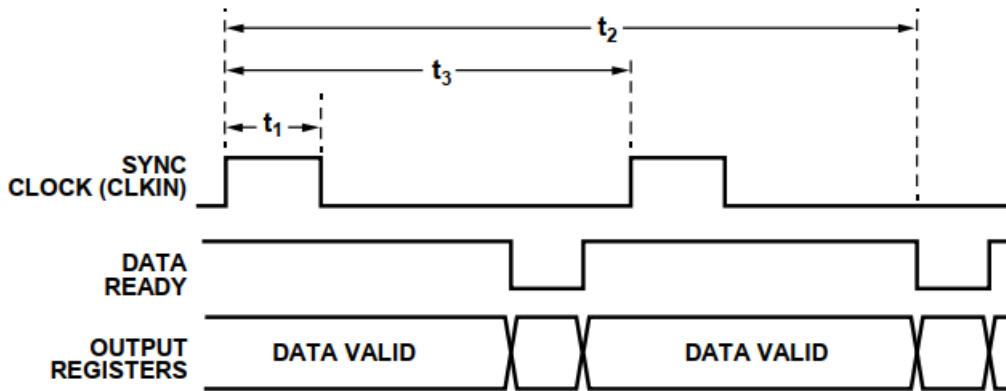 t2
t3
t1
SYNC
CLOCK (CLKIN)
DATA
READY
OUTPUT
REGISTERS
DATA VALID
DATA VALID